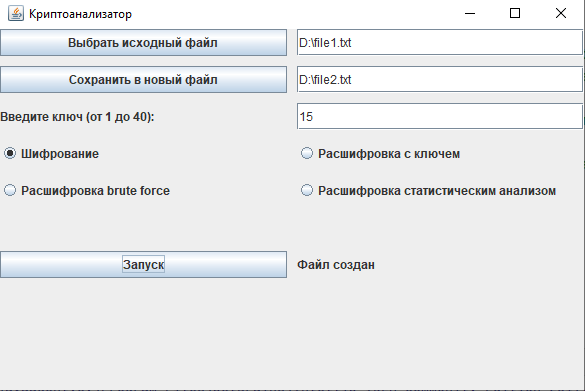 Криптоанализатор
Выбрать исходный файл D:\file1.txt
Сохранить в новый файл D:\file2.txt
Введите ключ (от 1 до 40): 15
Шифрование Расшифровка с ключем
Расшифровка brute force Расшифровка статистическим анализом
Запуск Файл создан